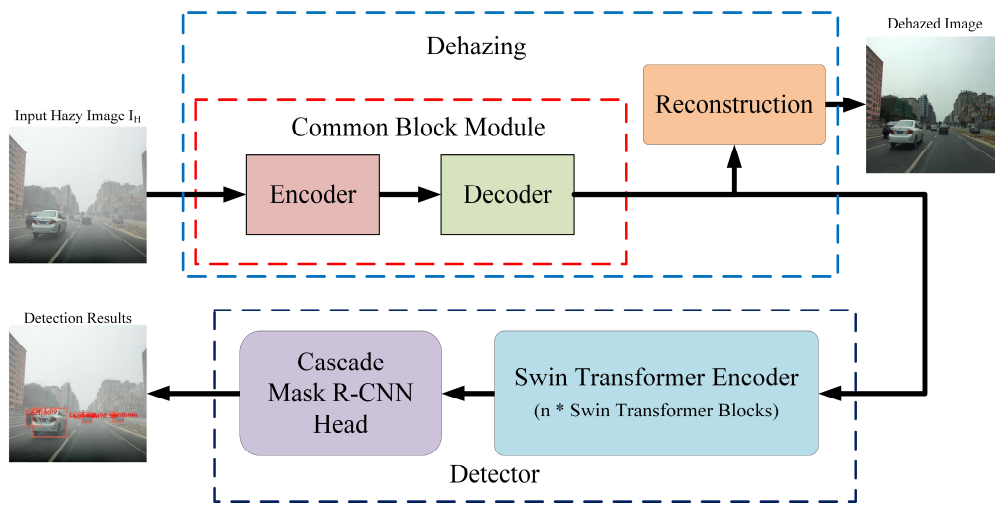 Dehazed Image
Dehazing
Reconstruction
Input Hazy Image I_H
Common Block Module
Encoder
Decoder
Detection Results
Cascade
Mask R-CNN
Head
Swin Transformer Encoder
(n * Swin Transformer Blocks)
Detector